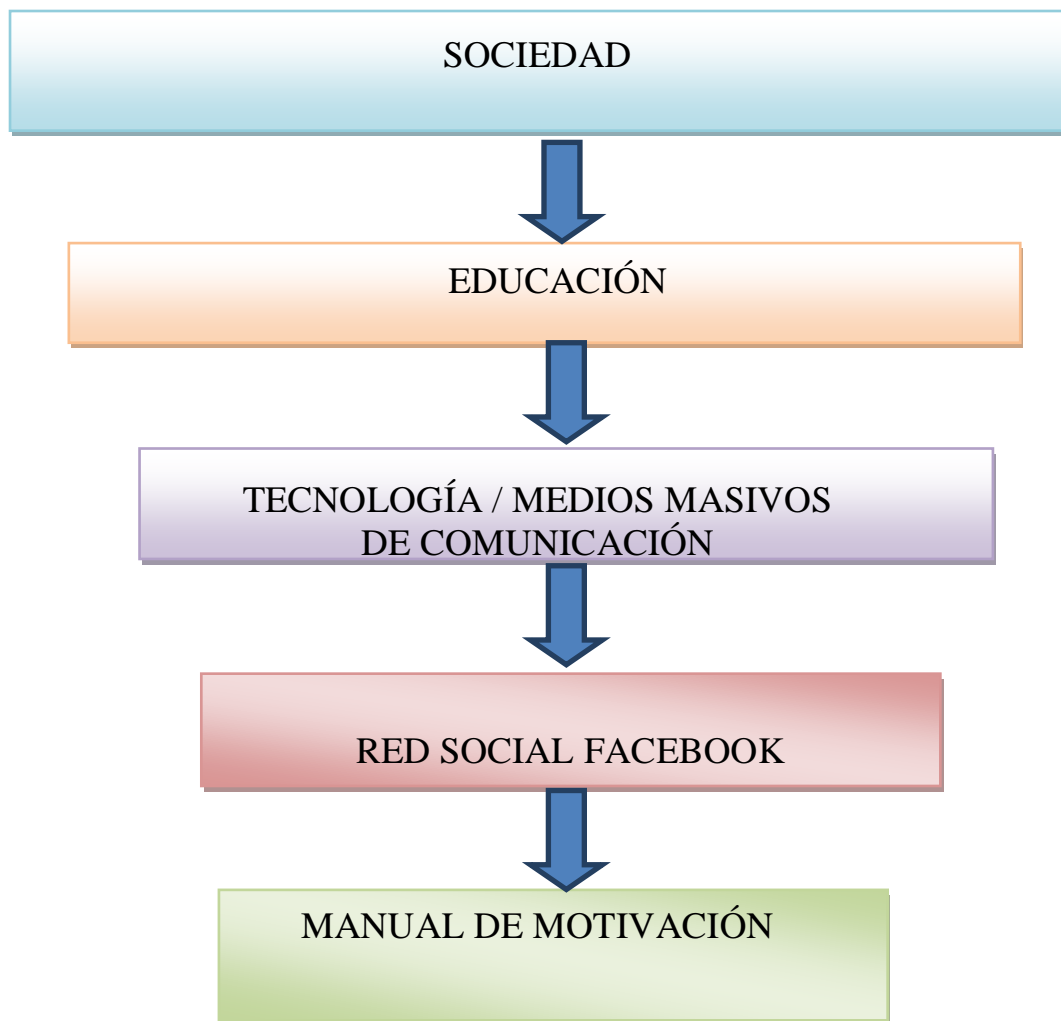 SOCIEDAD
EDUCACIÓN
TECNOLOGÍA / MEDIOS MASIVOS
DE COMUNICACIÓN
RED SOCIAL FACEBOOK
MANUAL DE MOTIVACIÓN